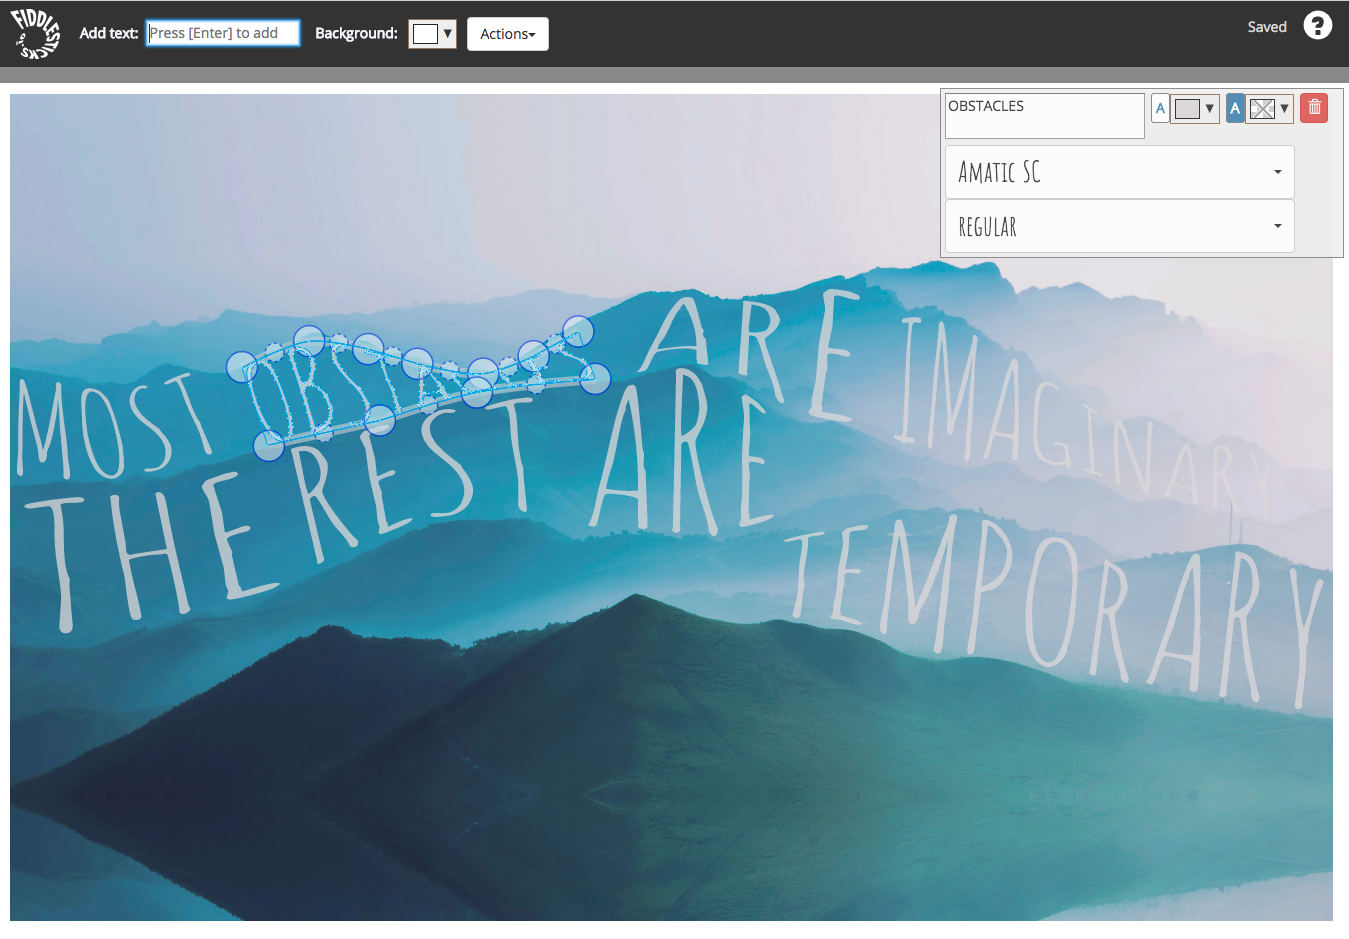 FIDDLESTICKS.io
Add text: Press [Enter] to add Background: Actions Saved ?
OBSTACLES A A
Amatic SC
REGULAR
MOST OBSTACLES ARE IMAGINARY
THE REST ARE TEMPORARY